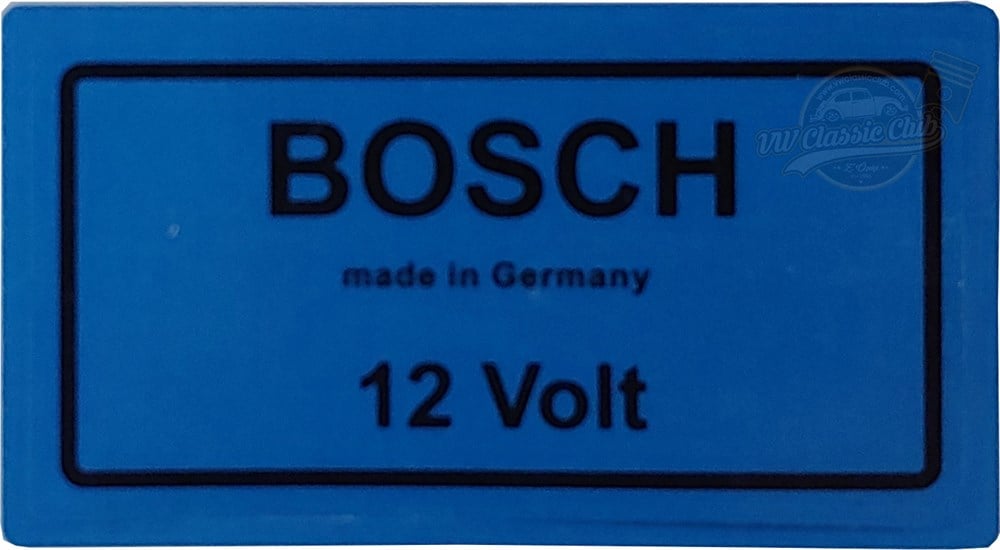 BOSCH
made in Germany
12 Volt
VW Classic Club